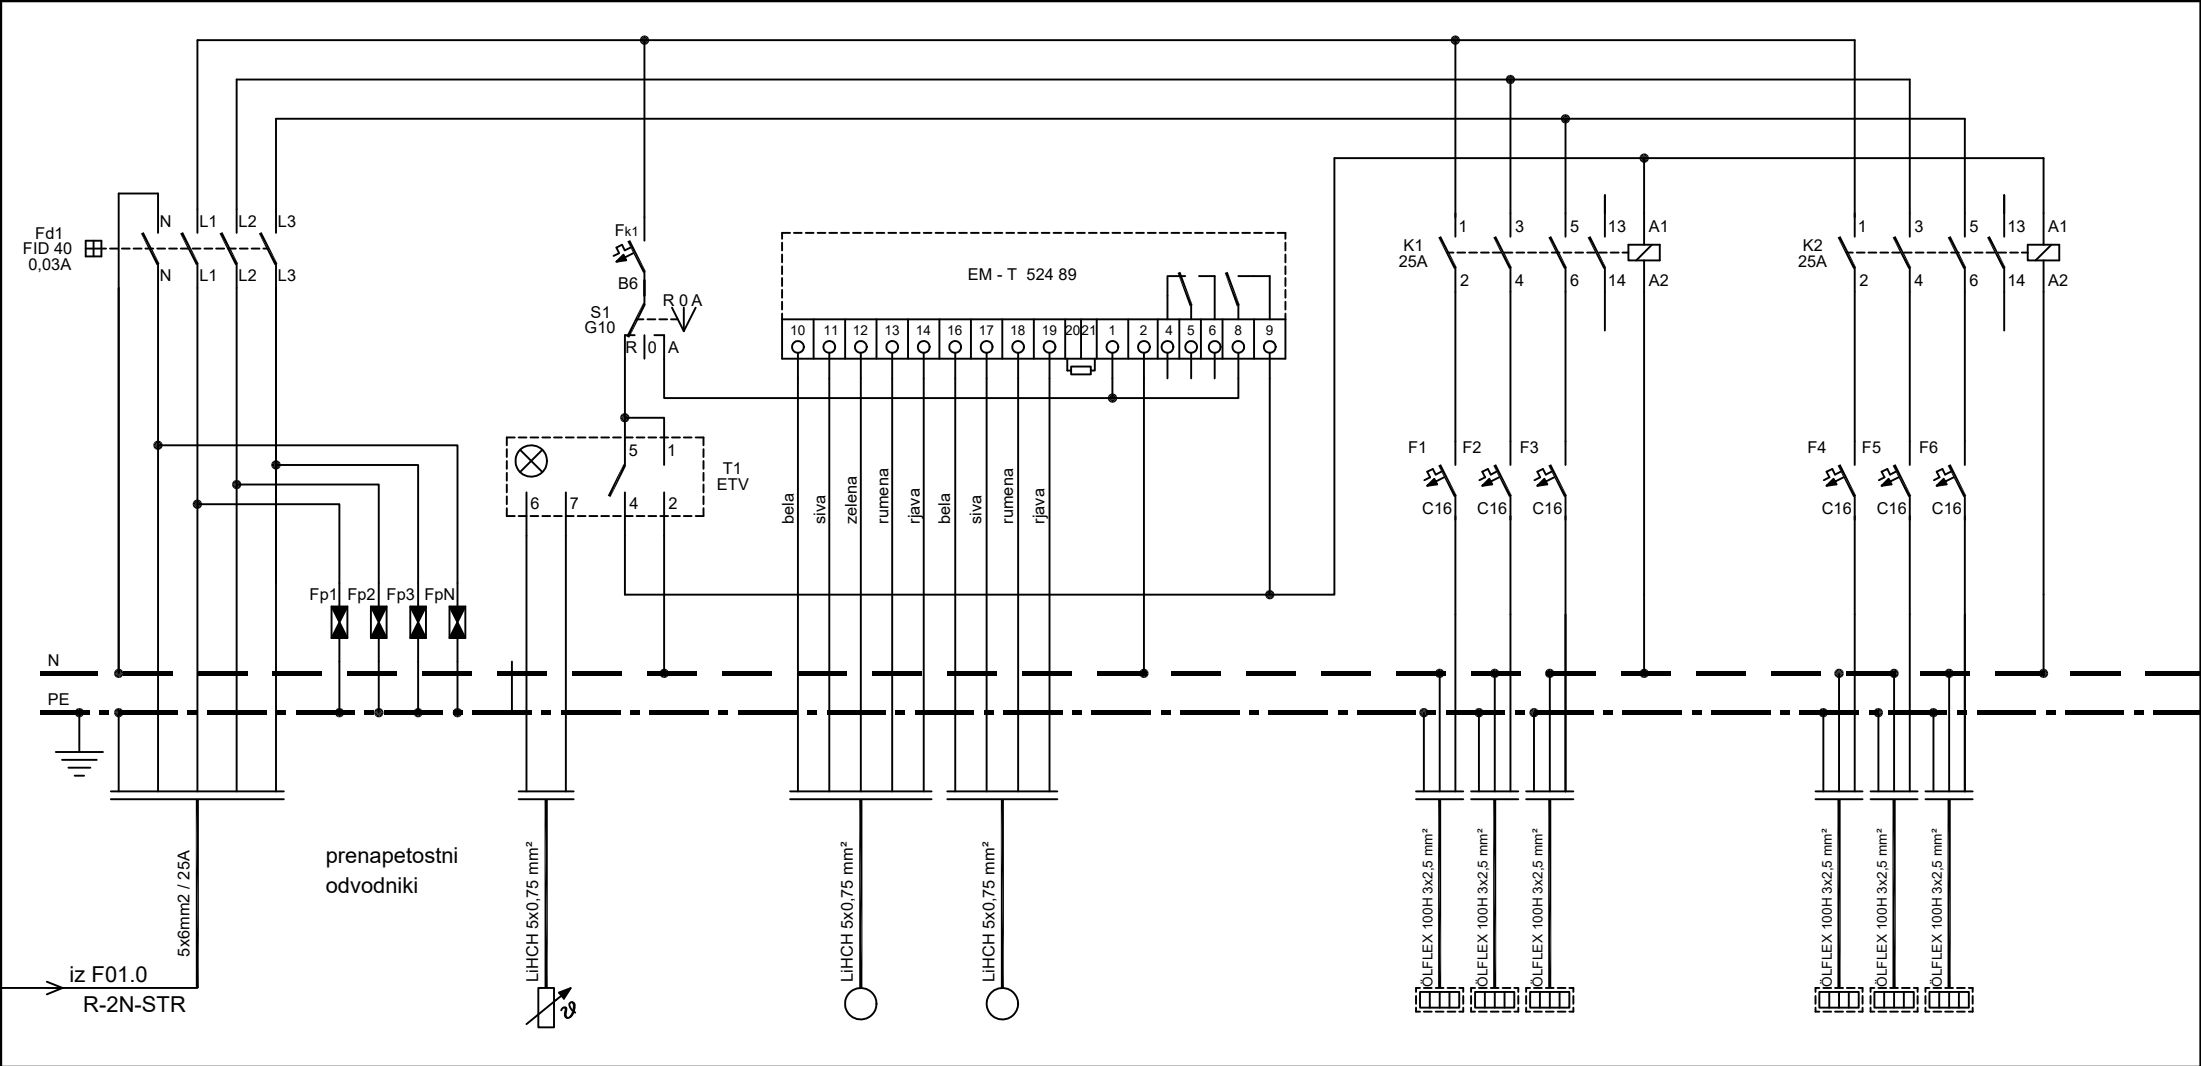 Fd1
FID 40
0,03A
N L1 L2 L3
N L1 L2 L3
Fk1
B6
S1
G10
R 0 A
R 0 A
EM - T 524 89
10 11 12 13 14 16 17 18 19 20 21 1 2 4 5 6 8 9
K1
25A
1 3 5 13 A1
2 4 6 14 A2
K2
25A
1 3 5 13 A1
2 4 6 14 A2
5 1
T1
ETV
6 7 4 2
bela
siva
zelena
rumena
rjava
bela
siva
rumena
rjava
F1 F2 F3
C16 C16 C16
F4 F5 F6
C16 C16 C16
Fp1 Fp2 Fp3 FpN
N
PE
5x6mm2 / 25A
prenapetostni
odvodniki
LiHCH 5x0,75 mm²
LiHCH 5x0,75 mm²
LiHCH 5x0,75 mm²
ÖLFLEX 100H 3x2,5 mm²
ÖLFLEX 100H 3x2,5 mm²
ÖLFLEX 100H 3x2,5 mm²
ÖLFLEX 100H 3x2,5 mm²
ÖLFLEX 100H 3x2,5 mm²
ÖLFLEX 100H 3x2,5 mm²
iz F01.0
R-2N-STR
ϑ